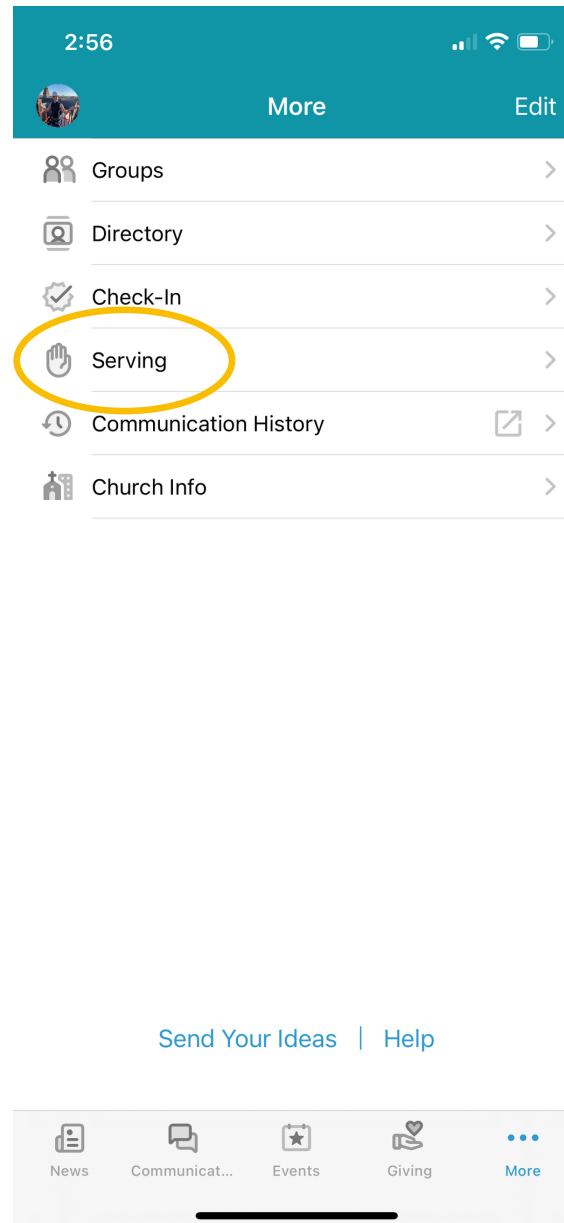 2:56
More Edit
Groups
Directory
Check-In
Serving
Communication History
Church Info
Send Your Ideas | Help
News Communicat... Events Giving More